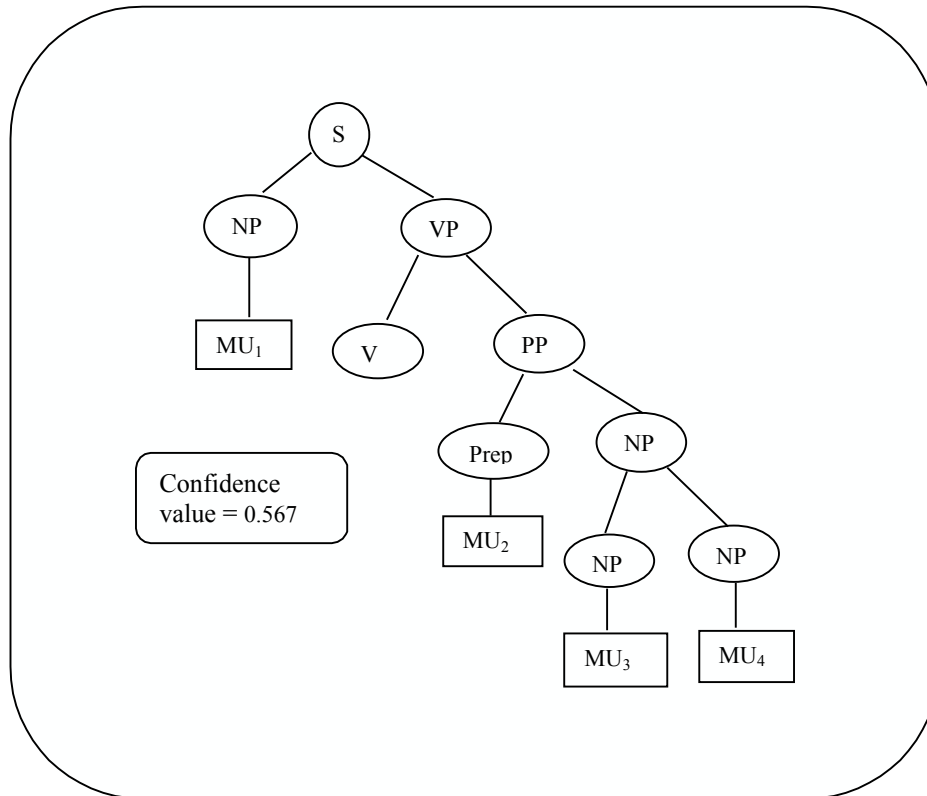 S
NP
VP
MU₁
V
PP
Prep
NP
Confidence
value = 0.567
MU₂
NP
NP
MU₃
MU₄